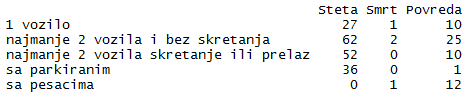 Steta Smrt Povreda
1 vozilo 27 1 10
najmanje 2 vozila i bez skretanja 62 2 25
najmanje 2 vozila skretanje ili prelaz 52 0 10
sa parkiranim 36 0 1
sa pesacima 0 1 12